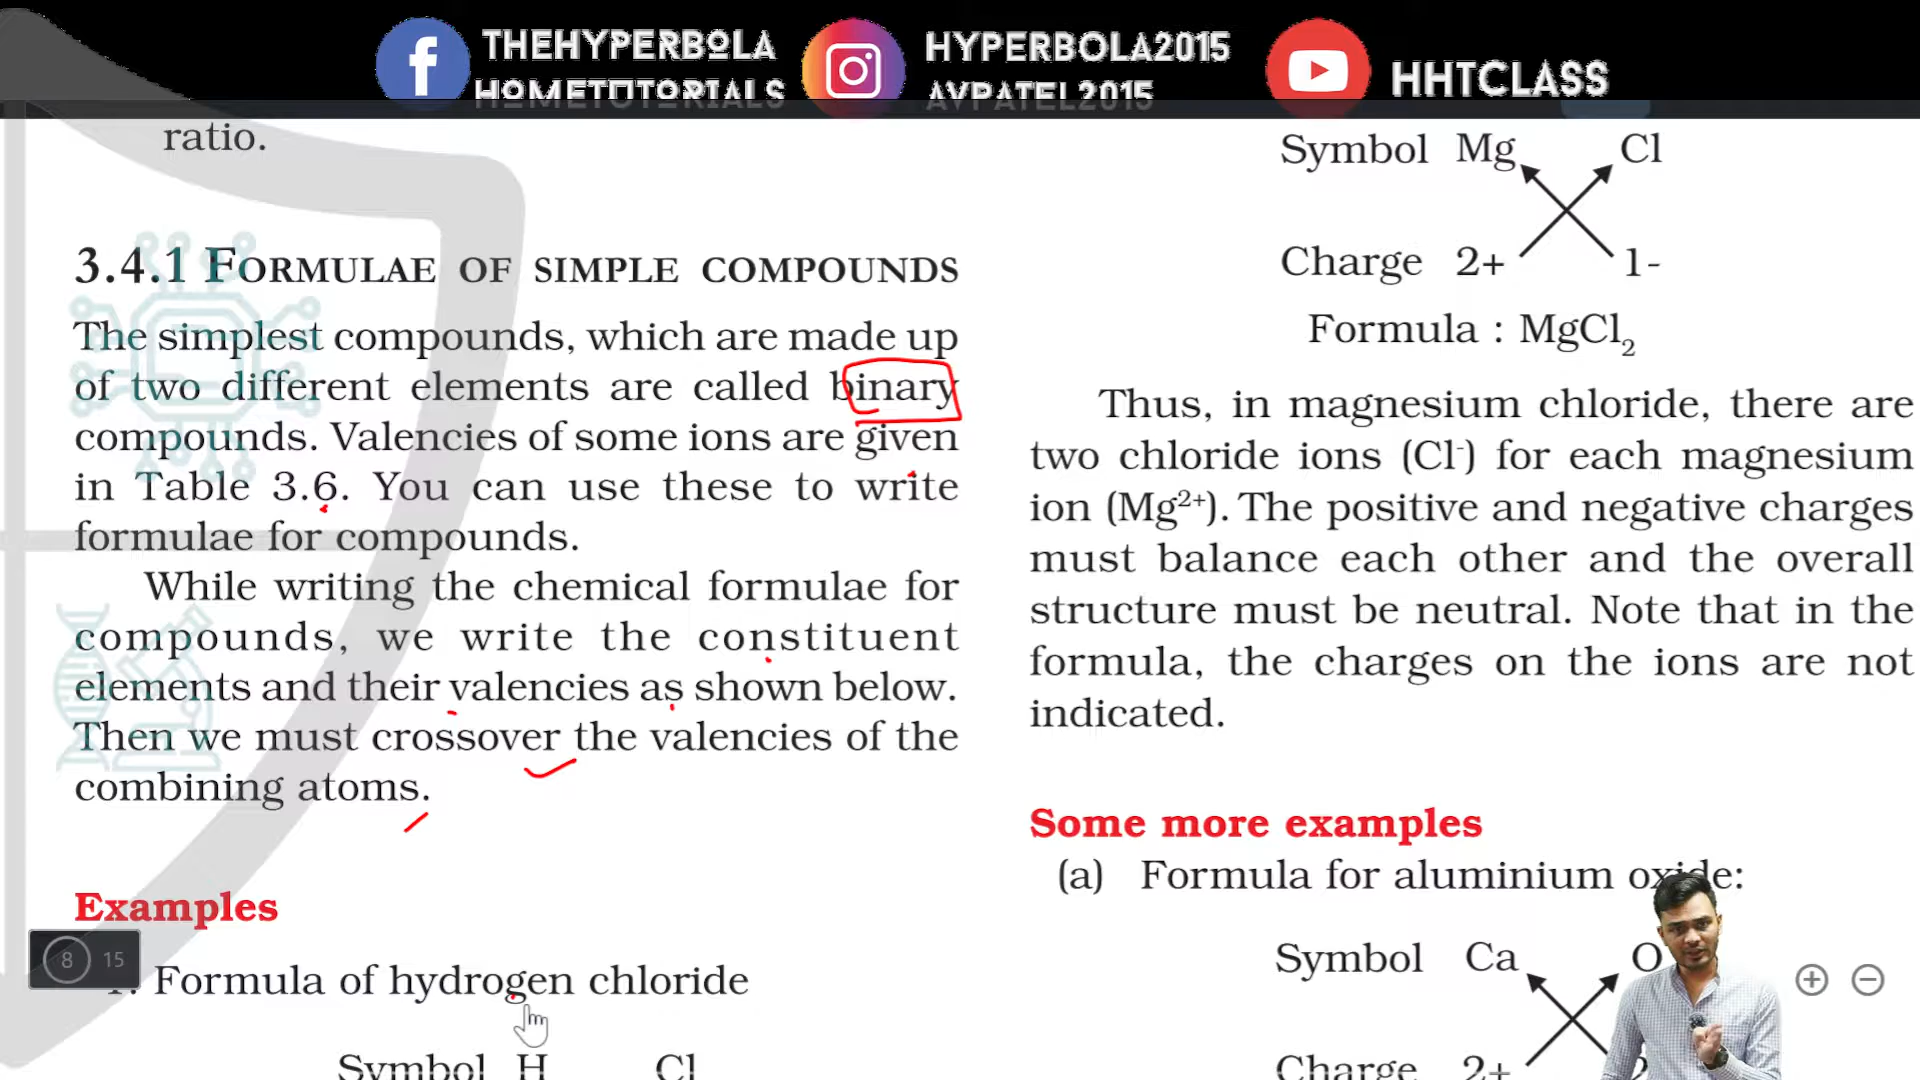 THEHYPERBOLA
HOMETUTORIALS
HYPERBOLA2015
AVPATEL2015
HHTCLASS
ratio.
3.4.1 FORMULAE OF SIMPLE COMPOUNDS
The simplest compounds, which are made up
of two different elements are called binary
compounds. Valencies of some ions are given
in Table 3.6. You can use these to write
formulae for compounds.
While writing the chemical formulae for
compounds, we write the constituent
elements and their valencies as shown below.
Then we must crossover the valencies of the
combining atoms.
Examples
1. Formula of hydrogen chloride
Symbol H Cl
8 15
Symbol Mg Cl
Charge 2+ 1-
Formula : MgCl₂
Thus, in magnesium chloride, there are
two chloride ions (Cl⁻) for each magnesium
ion (Mg²⁺). The positive and negative charges
must balance each other and the overall
structure must be neutral. Note that in the
formula, the charges on the ions are not
indicated.
Some more examples
(a) Formula for aluminium oxide:
Symbol Ca O
Charge 2+